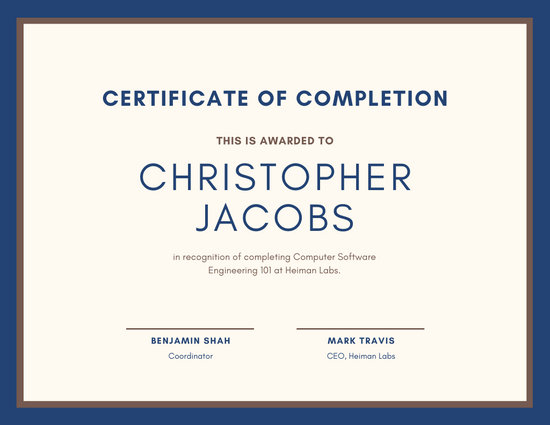 CERTIFICATE OF COMPLETION
THIS IS AWARDED TO
CHRISTOPHER
JACOBS
in recognition of completing Computer Software
Engineering 101 at Heiman Labs.
BENJAMIN SHAH
Coordinator
MARK TRAVIS
CEO, Heiman Labs